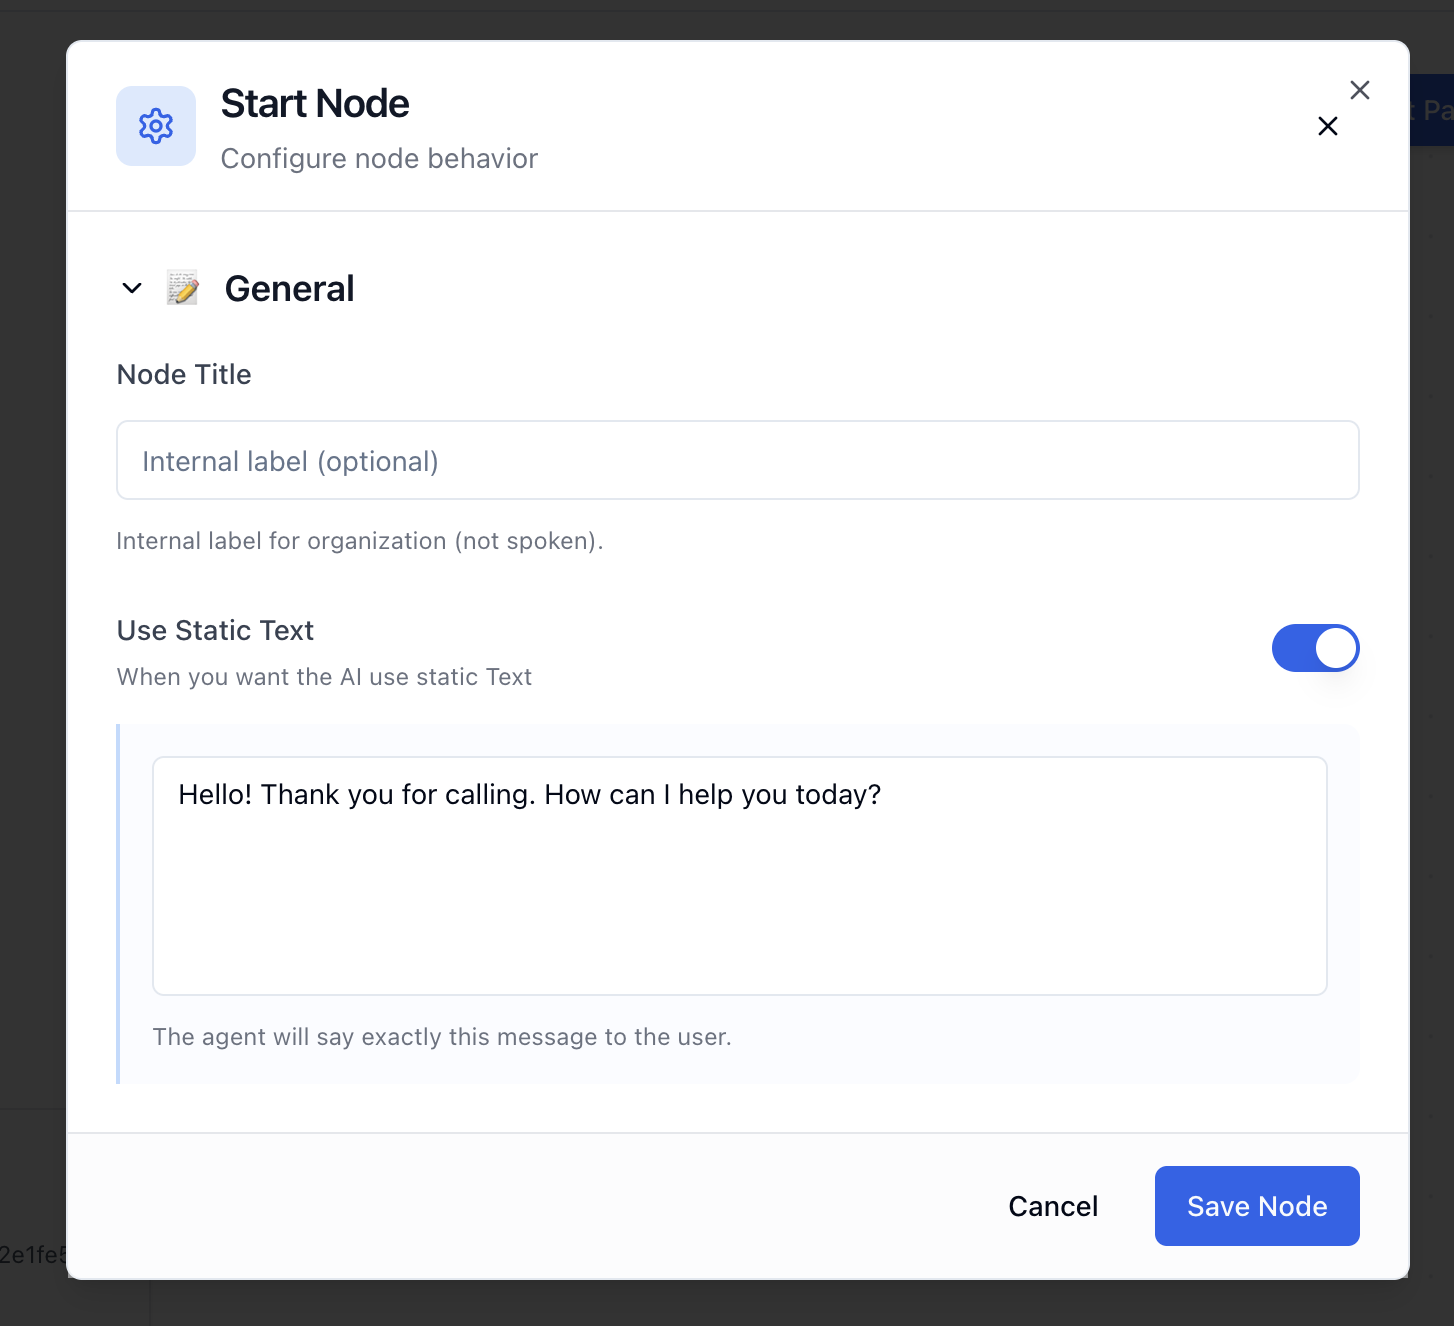 Start Node
Configure node behavior
General
Node Title
Internal label (optional)
Internal label for organization (not spoken).
Use Static Text
When you want the AI use static Text
Hello! Thank you for calling. How can I help you today?
The agent will say exactly this message to the user.
Cancel
Save Node